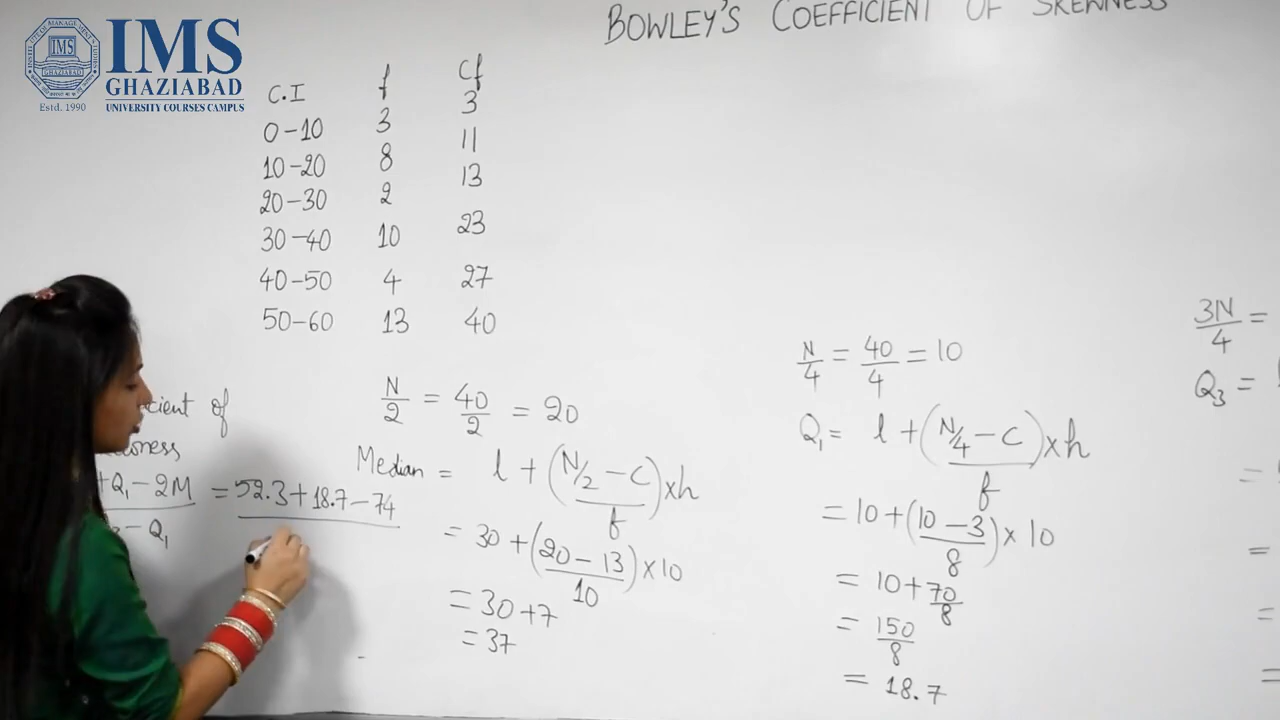 IMS
GHAZIABAD
UNIVERSITY COURSES CAMPUS
Estd. 1990
BOWLEY'S COEFFICIENT OF SKEWNESS
C.I f Cf
0-10 3 3
10-20 8 11
20-30 2 13
30-40 10 23
40-50 4 27
50-60 13 40
cient of
+Q₁-2M = 52.3+18.7-74
- Q₁
N/2 = 40/2 = 20
Median = l + (N/2 - C)/f × h
= 30 + (20-13)/10 × 10
= 30+7
= 37
N/4 = 40/4 = 10
Q₁ = l + (N/4 - C)/f × h
= 10 + (10-3)/8 × 10
= 10 + 70/8
= 150/8
= 18.7
3N/4 =
Q₃ =
=
=
=
=